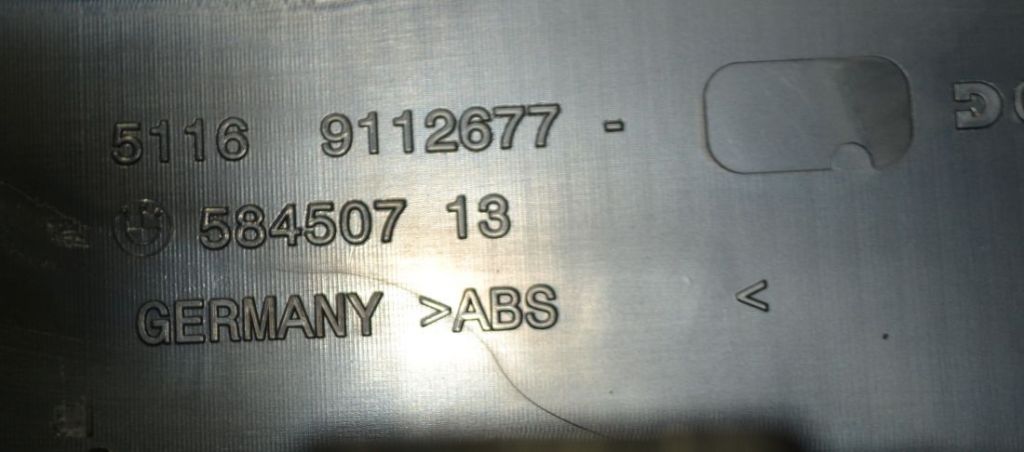 5116 9112677 -
584507 13
GERMANY >ABS <